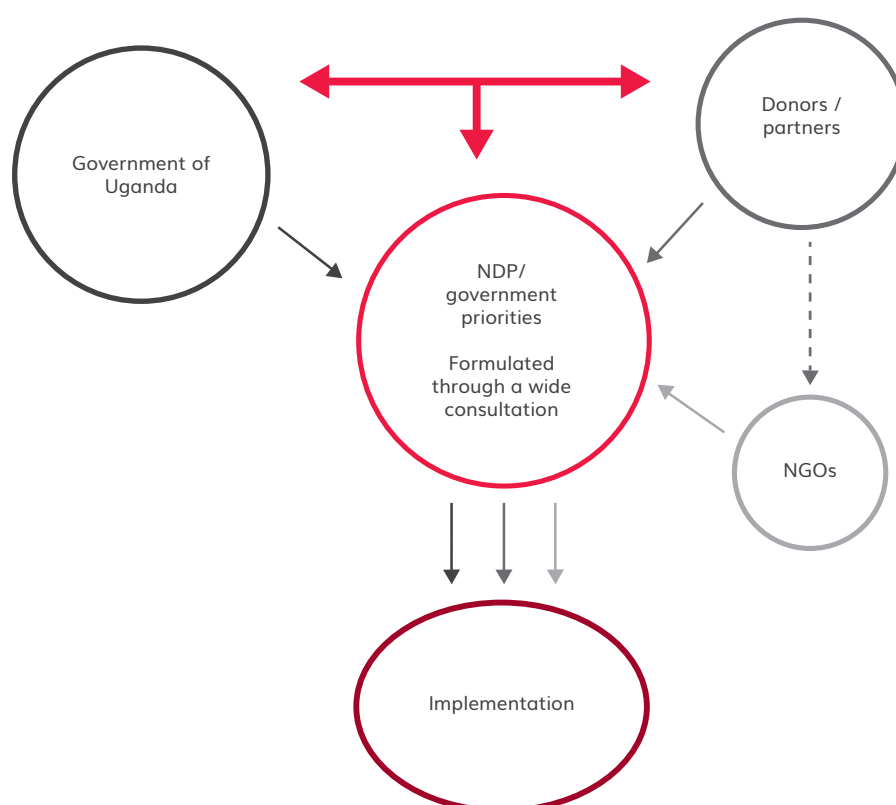 Government of
Uganda
Donors /
partners
NDP/
government
priorities
Formulated
through a wide
consultation
NGOs
Implementation